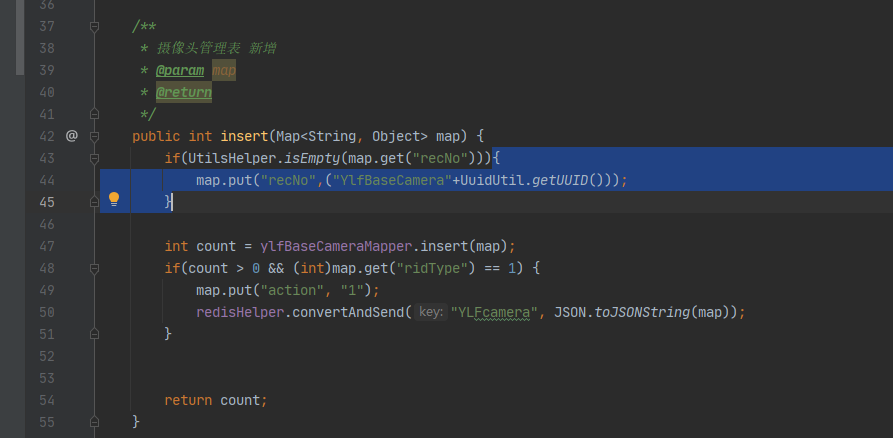 36
37 /**
38 * 摄像头管理表 新增
39 * @param map
40 * @return
41 */
42 @ public int insert(Map<String, Object> map) {
43 if(UtilsHelper.isEmpty(map.get("recNo"))){
44 map.put("recNo",("YlfBaseCamera"+UuidUtil.getUUID()));
45 }
46
47 int count = ylfBaseCameraMapper.insert(map);
48 if(count > 0 && (int)map.get("ridType") == 1) {
49 map.put("action", "1");
50 redisHelper.convertAndSend( key: "YLFcamera", JSON.toJSONString(map));
51 }
52
53
54 return count;
55 }